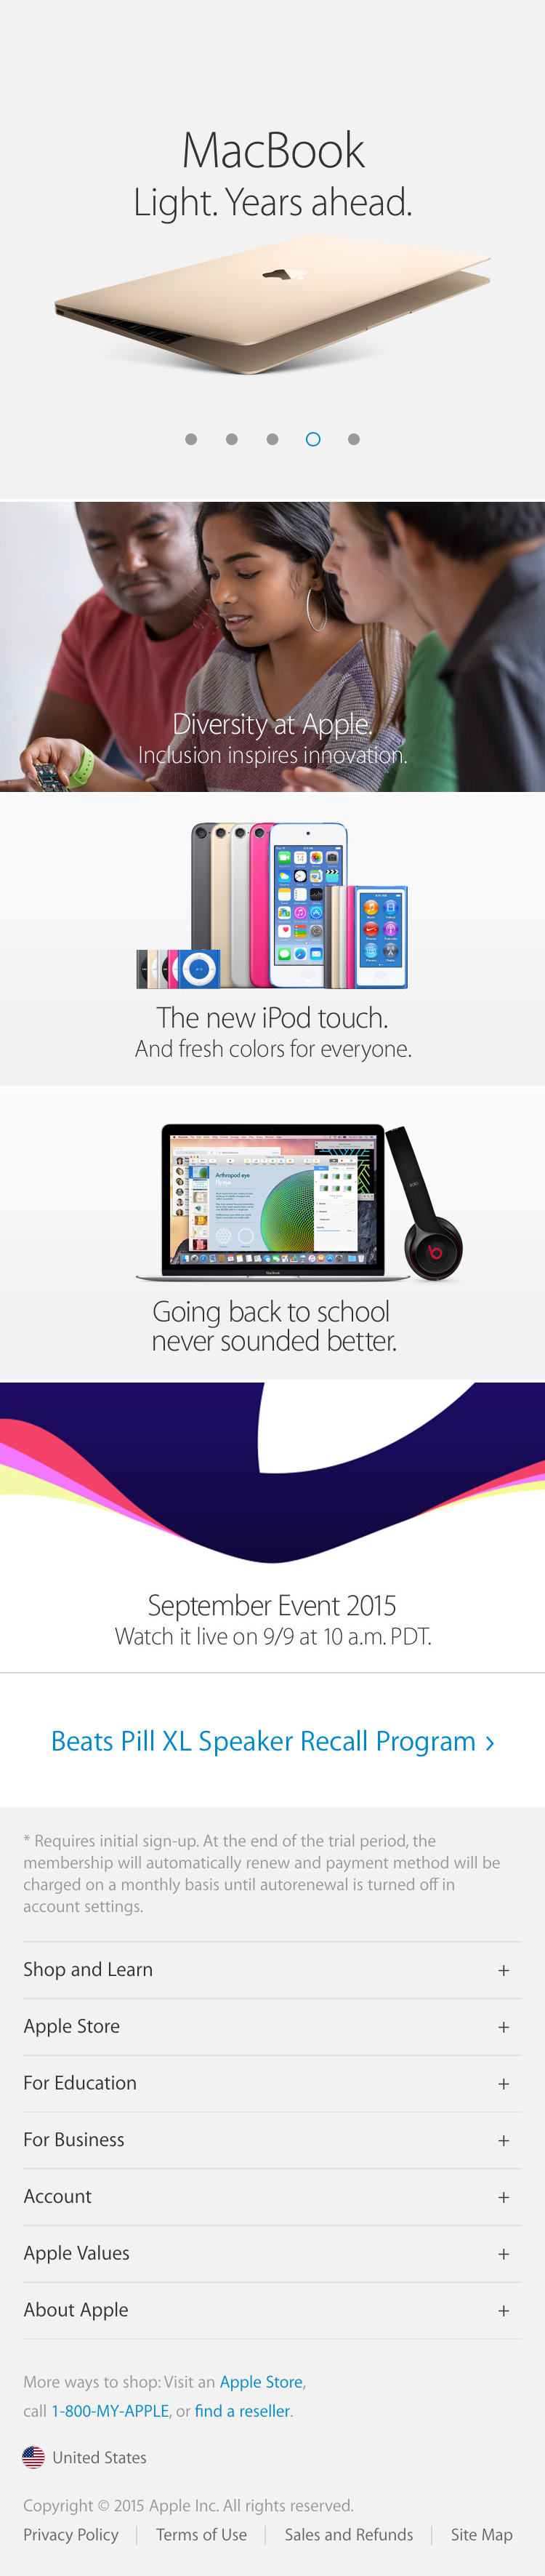 MacBook
Light. Years ahead.
Diversity at Apple.
Inclusion inspires innovation.
The new iPod touch.
And fresh colors for everyone.
Arthropod eye
Going back to school
never sounded better.
September Event 2015
Watch it live on 9/9 at 10 a.m. PDT.
Beats Pill XL Speaker Recall Program ›
* Requires initial sign-up. At the end of the trial period, the
membership will automatically renew and payment method will be
charged on a monthly basis until autorenewal is turned off in
account settings.
Shop and Learn +
Apple Store +
For Education +
For Business +
Account +
Apple Values +
About Apple +
More ways to shop: Visit an Apple Store,
call 1-800-MY-APPLE, or find a reseller.
United States
Copyright © 2015 Apple Inc. All rights reserved.
Privacy Policy | Terms of Use | Sales and Refunds | Site Map